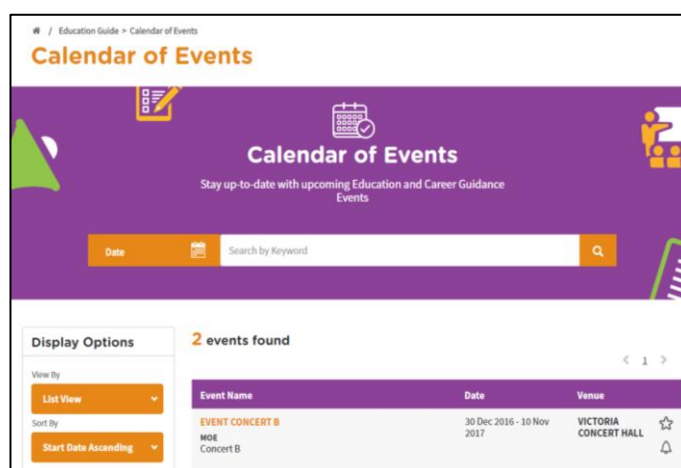 / Education Guide > Calendar of Events
Calendar of Events
Calendar of Events
Stay up-to-date with upcoming Education and Career Guidance
Events
Date
Search by Keyword
Display Options
2 events found
< 1 >
View By
List View
Sort By
Start Date Ascending
Event Name Date Venue
EVENT CONCERT B 30 Dec 2016 - 10 Nov VICTORIA
MOE 2017 CONCERT HALL
Concert B